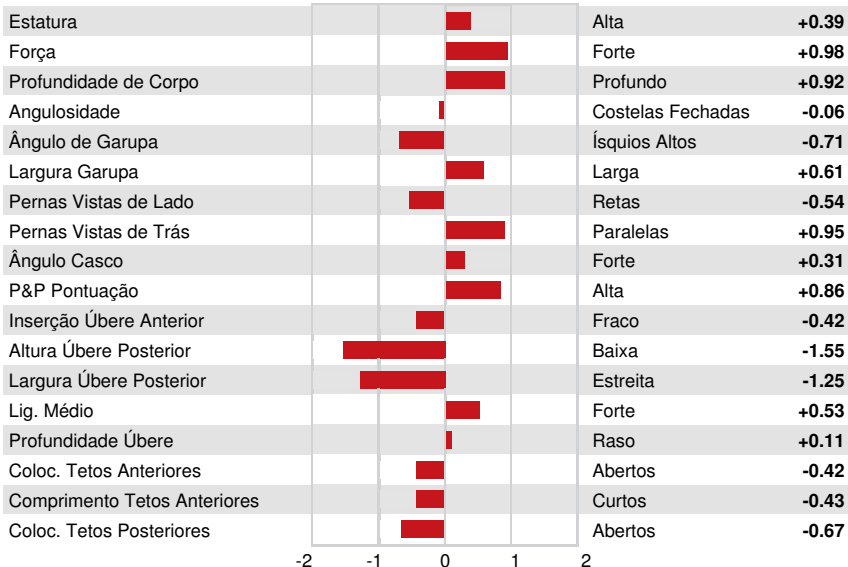 Estatura Alta +0.39
Força Forte +0.98
Profundidade de Corpo Profundo +0.92
Angulosidade Costelas Fechadas -0.06
Ângulo de Garupa Ísquios Altos -0.71
Largura Garupa Larga +0.61
Pernas Vistas de Lado Retas -0.54
Pernas Vistas de Trás Paralelas +0.95
Ângulo Casco Forte +0.31
P&P Pontuação Alta +0.86
Inserção Úbere Anterior Fraco -0.42
Altura Úbere Posterior Baixa -1.55
Largura Úbere Posterior Estreita -1.25
Lig. Médio Forte +0.53
Profundidade Úbere Raso +0.11
Coloc. Tetos Anteriores Abertos -0.42
Comprimento Tetos Anteriores Curtos -0.43
Coloc. Tetos Posteriores Abertos -0.67
-2 -1 0 1 2